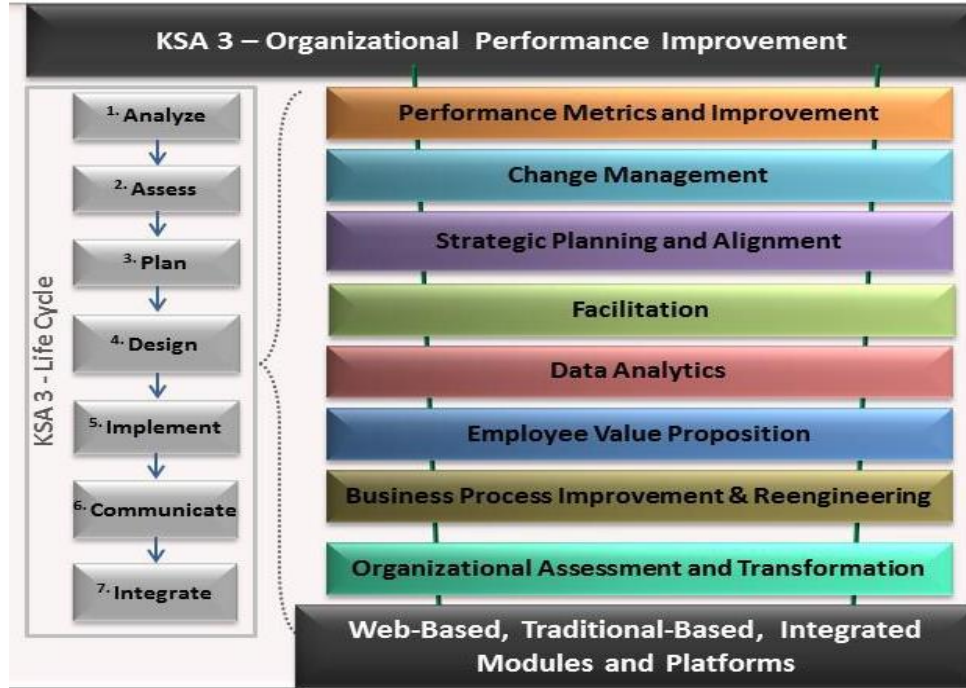 KSA 3 – Organizational Performance Improvement
KSA 3 - Life Cycle
1. Analyze
2. Assess
3. Plan
4. Design
5. Implement
6. Communicate
7. Integrate
Performance Metrics and Improvement
Change Management
Strategic Planning and Alignment
Facilitation
Data Analytics
Employee Value Proposition
Business Process Improvement & Reengineering
Organizational Assessment and Transformation
Web-Based, Traditional-Based, Integrated
Modules and Platforms